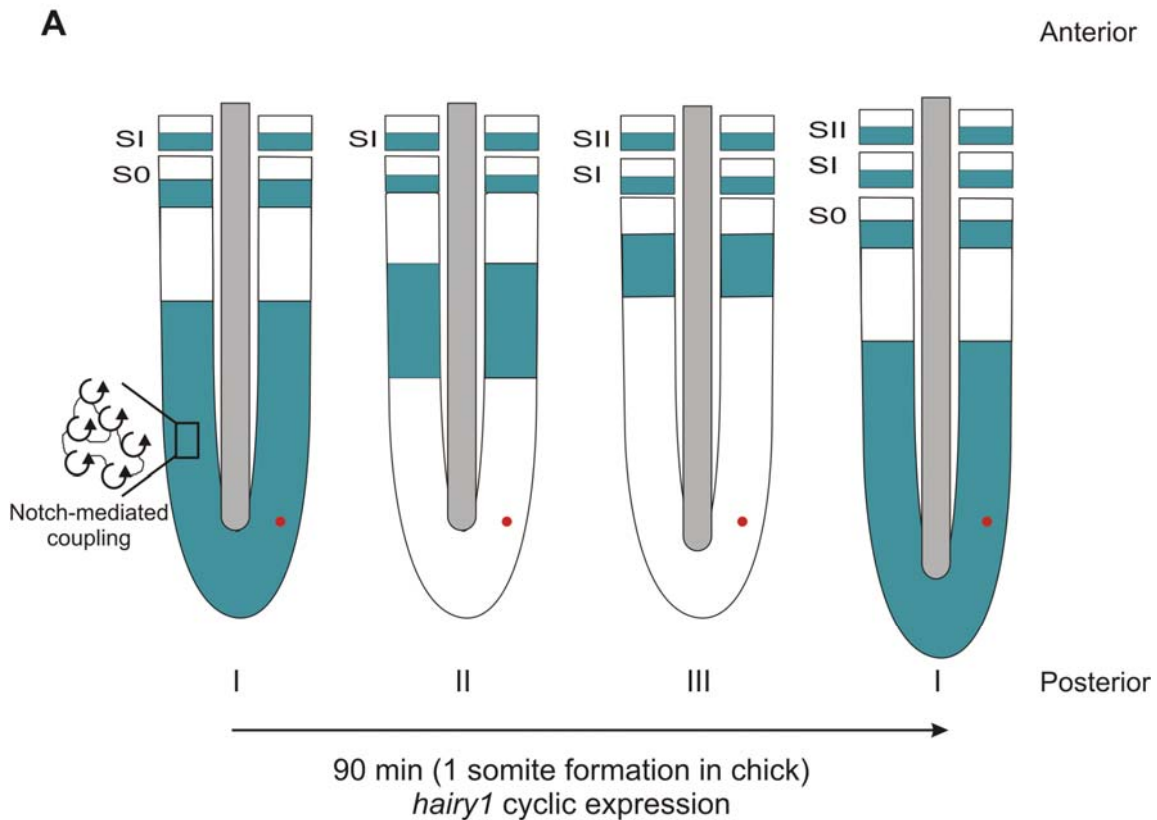 A
Anterior
SI
S0
SI
SII
SI
SII
SI
S0
Notch-mediated
coupling
I
II
III
I
Posterior
90 min (1 somite formation in chick)
hairy1 cyclic expression